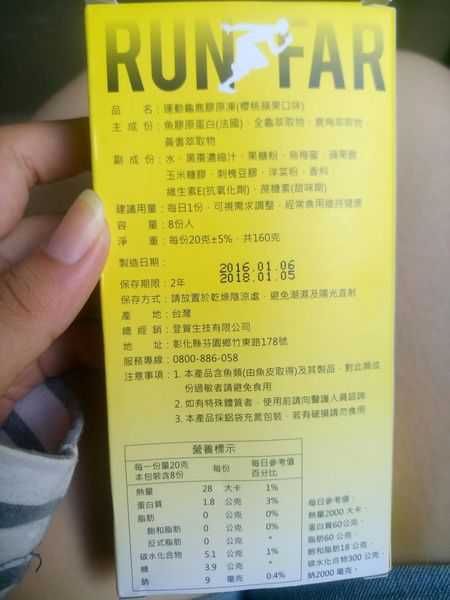 RUN FAR
品名：運動龜鹿膠原凍(櫻桃蘋果口味)
主成份：魚膠原蛋白(法國)、全龜萃取物、鹿角萃取物
黃耆萃取物
副成份：水、黑棗濃縮汁、果糖粉、烏梅蜜、蘋果酸
玉米糖膠、刺槐豆膠、洋菜粉、香料
維生素E(抗氧化劑)、蔗糖素(甜味劑)
建議用量：每日1份，可視需求調整，經常食用維持健康
容量：8份入
淨重：每份20克±5%，共160克
製造日期：
2016.01.06
2018.01.05
保存期限：2年
保存方式：請放置於乾燥陰涼處，避免潮濕及陽光直射
產地：台灣
總經銷：登賀生技有限公司
地址：彰化縣芬園鄉竹東路178號
服務專線：0800-886-058
注意事項：1. 本產品含魚類(由魚皮取得)及其製品，對此類成
份過敏者請避免食用
2. 如有特殊體質者，使用前請向醫護人員諮詢
3. 本產品採鋁袋充氮包裝，若有破損請勿食用
營養標示
每一份量20克
本包裝含8份 每份 每日參考值百分比
熱量 28 大卡 1%
蛋白質 1.8 公克 3%
脂肪 0 公克 0%
飽和脂肪 0 公克 0%
反式脂肪 0 公克 *
碳水化合物 5.1 公克 1%
糖 3.9 公克 *
鈉 9 毫克 0.4%
每日參考值：
熱量2000大卡、
蛋白質60公克、
脂肪60公克、
飽和脂肪18公克、
碳水化合物300公克、
鈉2000毫克。